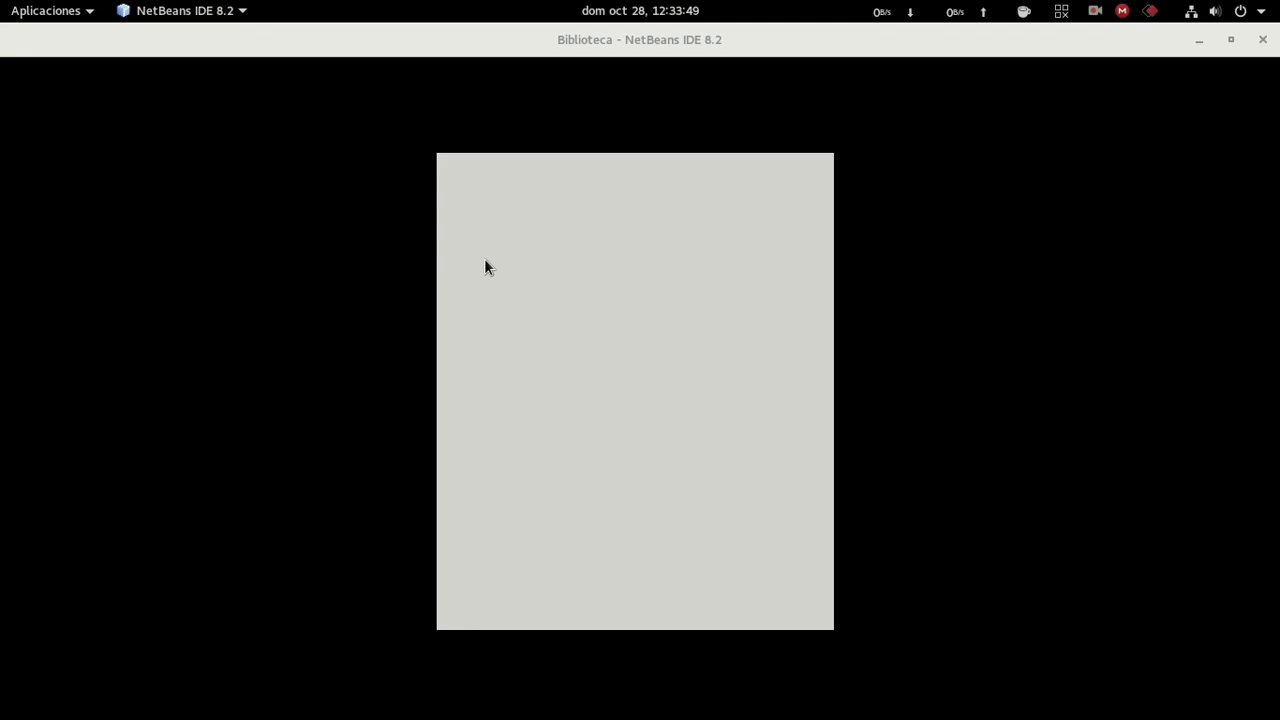 Aplicaciones NetBeans IDE 8.2 dom oct 28, 12:33:49 0B/s 0B/s M
Biblioteca - NetBeans IDE 8.2